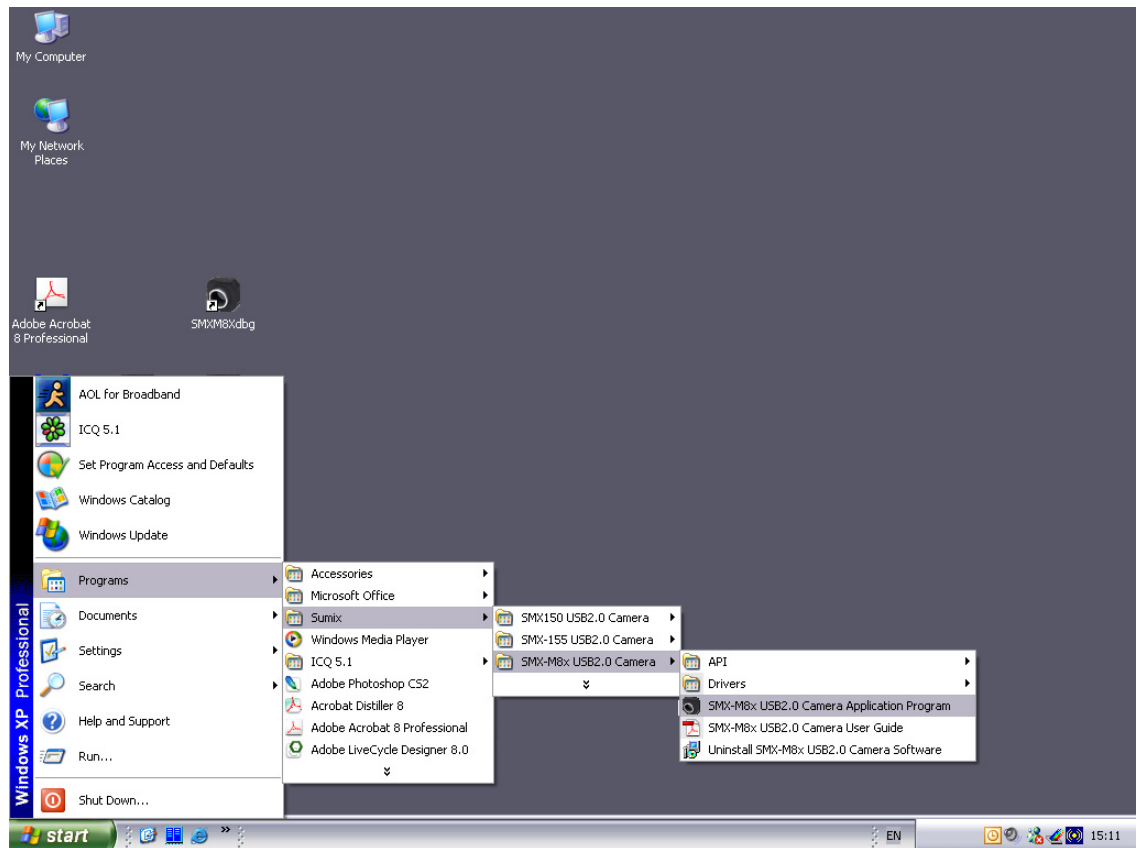 My Computer
My Network
Places
Adobe Acrobat
8 Professional
SMXM8Xdbg
Windows XP Professional
AOL for Broadband
ICQ 5.1
Set Program Access and Defaults
Windows Catalog
Windows Update
Programs
Documents
Settings
Search
Help and Support
Run...
Shut Down...
Accessories
Microsoft Office
Sumix
Windows Media Player
ICQ 5.1
Adobe Photoshop CS2
Acrobat Distiller 8
Adobe Acrobat 8 Professional
Adobe LiveCycle Designer 8.0
SMX150 USB2.0 Camera
SMX-155 USB2.0 Camera
SMX-M8x USB2.0 Camera
API
Drivers
SMX-M8x USB2.0 Camera Application Program
SMX-M8x USB2.0 Camera User Guide
Uninstall SMX-M8x USB2.0 Camera Software
start
EN
15:11